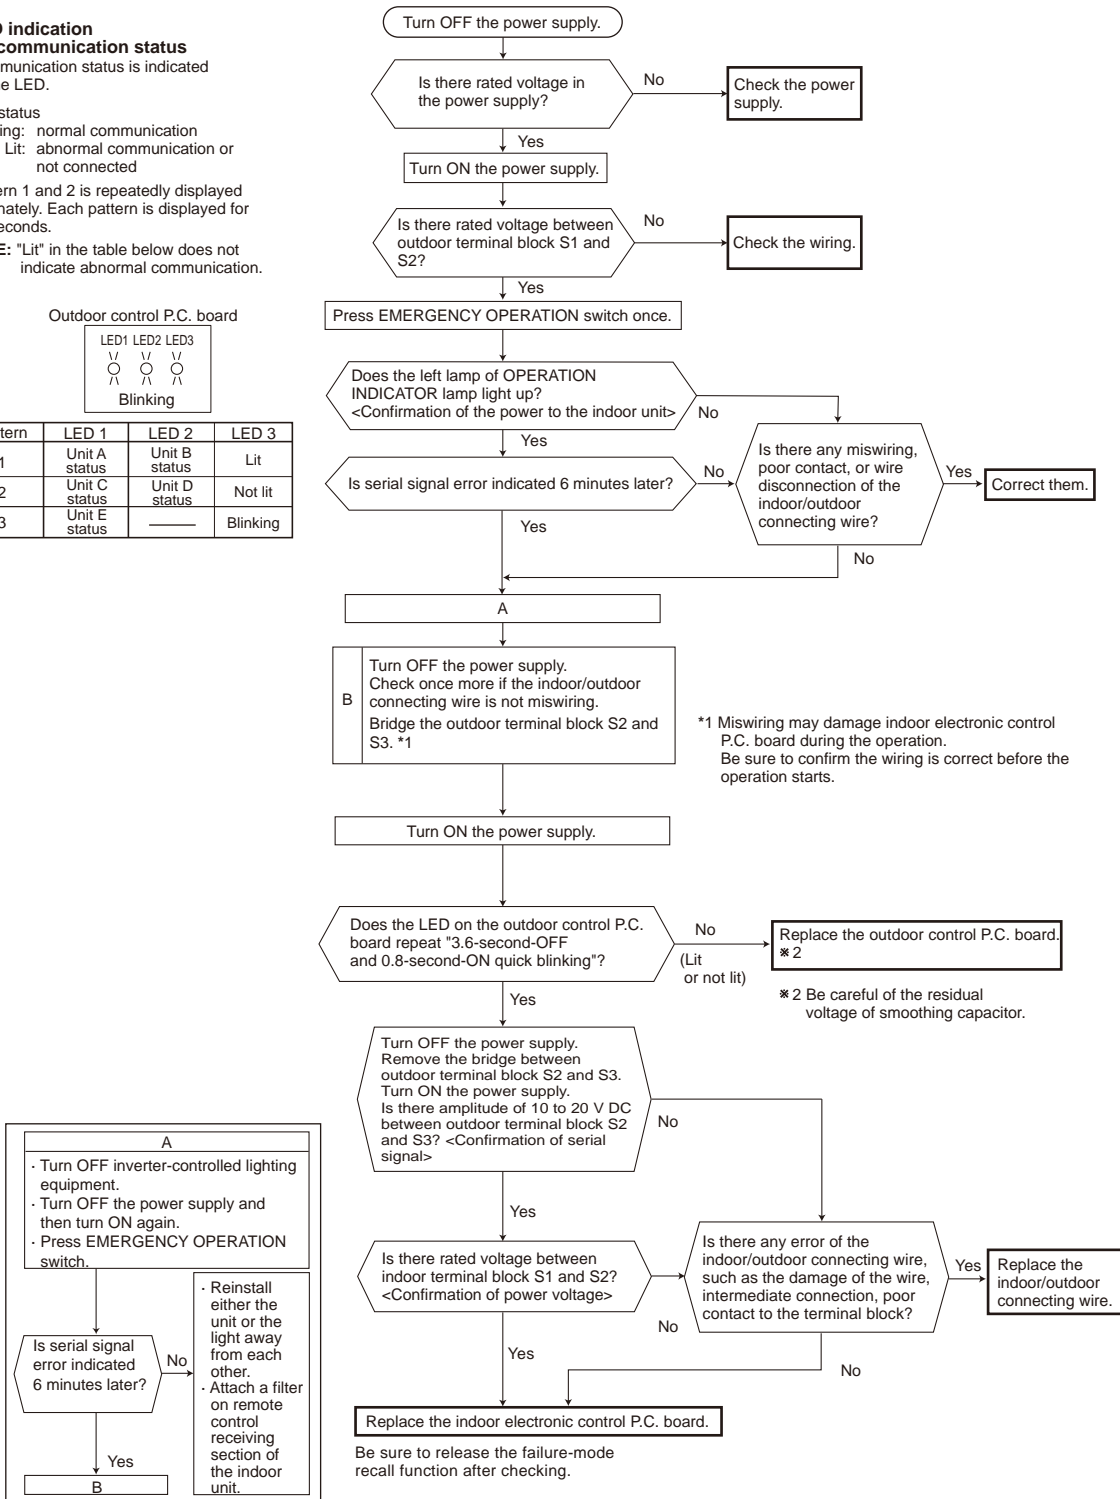 indication
communication status
munication status is indicated
e LED.
status
ing: normal communication
Lit: abnormal communication or
not connected
ern 1 and 2 is repeatedly displayed
nately. Each pattern is displayed for
econds.
E: "Lit" in the table below does not
indicate abnormal communication.
Outdoor control P.C. board
LED1 LED2 LED3
Blinking
tern LED 1 LED 2 LED 3
1 Unit A status Unit B status Lit
2 Unit C status Unit D status Not lit
3 Unit E status Blinking
Turn OFF the power supply.
Is there rated voltage in
the power supply?
No
Check the power
supply.
Yes
Turn ON the power supply.
Is there rated voltage between
outdoor terminal block S1 and
S2?
No
Check the wiring.
Yes
Press EMERGENCY OPERATION switch once.
Does the left lamp of OPERATION
INDICATOR lamp light up?
<Confirmation of the power to the indoor unit>
No
Yes
Is serial signal error indicated 6 minutes later?
No
Yes
Is there any miswiring,
poor contact, or wire
disconnection of the
indoor/outdoor
connecting wire?
Yes
Correct them.
No
A
B
Turn OFF the power supply.
Check once more if the indoor/outdoor
connecting wire is not miswiring.
Bridge the outdoor terminal block S2 and
S3. *1
*1 Miswiring may damage indoor electronic control
P.C. board during the operation.
Be sure to confirm the wiring is correct before the
operation starts.
Turn ON the power supply.
Does the LED on the outdoor control P.C.
board repeat "3.6-second-OFF
and 0.8-second-ON quick blinking"?
No
(Lit
or not lit)
Replace the outdoor control P.C. board.
※2
※2 Be careful of the residual
voltage of smoothing capacitor.
Yes
Turn OFF the power supply.
Remove the bridge between
outdoor terminal block S2 and S3.
Turn ON the power supply.
Is there amplitude of 10 to 20 V DC
between outdoor terminal block S2
and S3? <Confirmation of serial
signal>
No
Yes
Is there rated voltage between
indoor terminal block S1 and S2?
<Confirmation of power voltage>
No
Yes
Is there any error of the
indoor/outdoor connecting wire,
such as the damage of the wire,
intermediate connection, poor
contact to the terminal block?
Yes
Replace the
indoor/outdoor
connecting wire.
No
Replace the indoor electronic control P.C. board.
Be sure to release the failure-mode
recall function after checking.
A
· Turn OFF inverter-controlled lighting
equipment.
· Turn OFF the power supply and
then turn ON again.
· Press EMERGENCY OPERATION
switch.
Is serial signal
error indicated
6 minutes later?
No
· Reinstall
either the
unit or the
light away
from each
other.
· Attach a filter
on remote
control
receiving
section of
the indoor
unit.
Yes
B